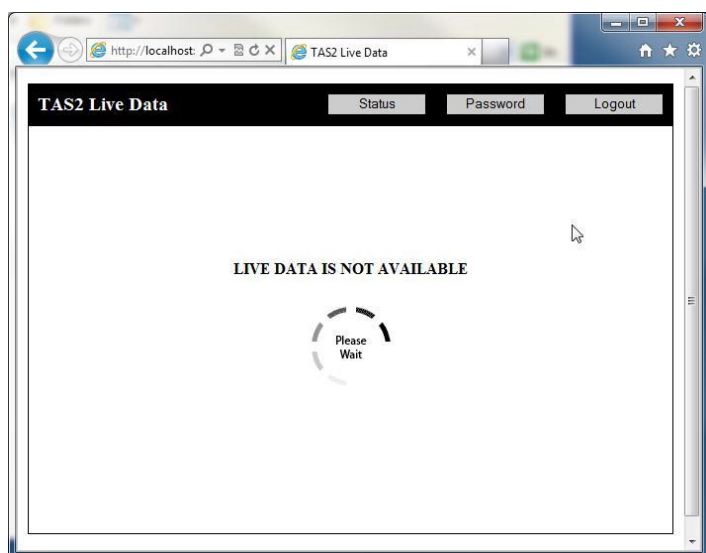 http://localhost:
TAS2 Live Data
TAS2 Live Data
Status
Password
Logout
LIVE DATA IS NOT AVAILABLE
Please
Wait